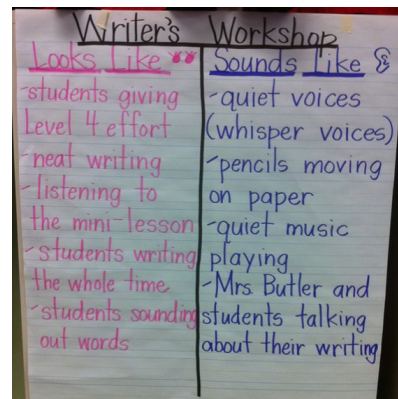 Writer's Workshop
Looks Like
-students giving
Level 4 effort
-neat writing
-listening to
the mini-lesson
-students writing
the whole time
-students sounding
out words
Sounds Like
-quiet voices
(whisper voices)
-pencils moving
on paper
-quiet music
playing
-Mrs. Butler and
students talking
about their writing